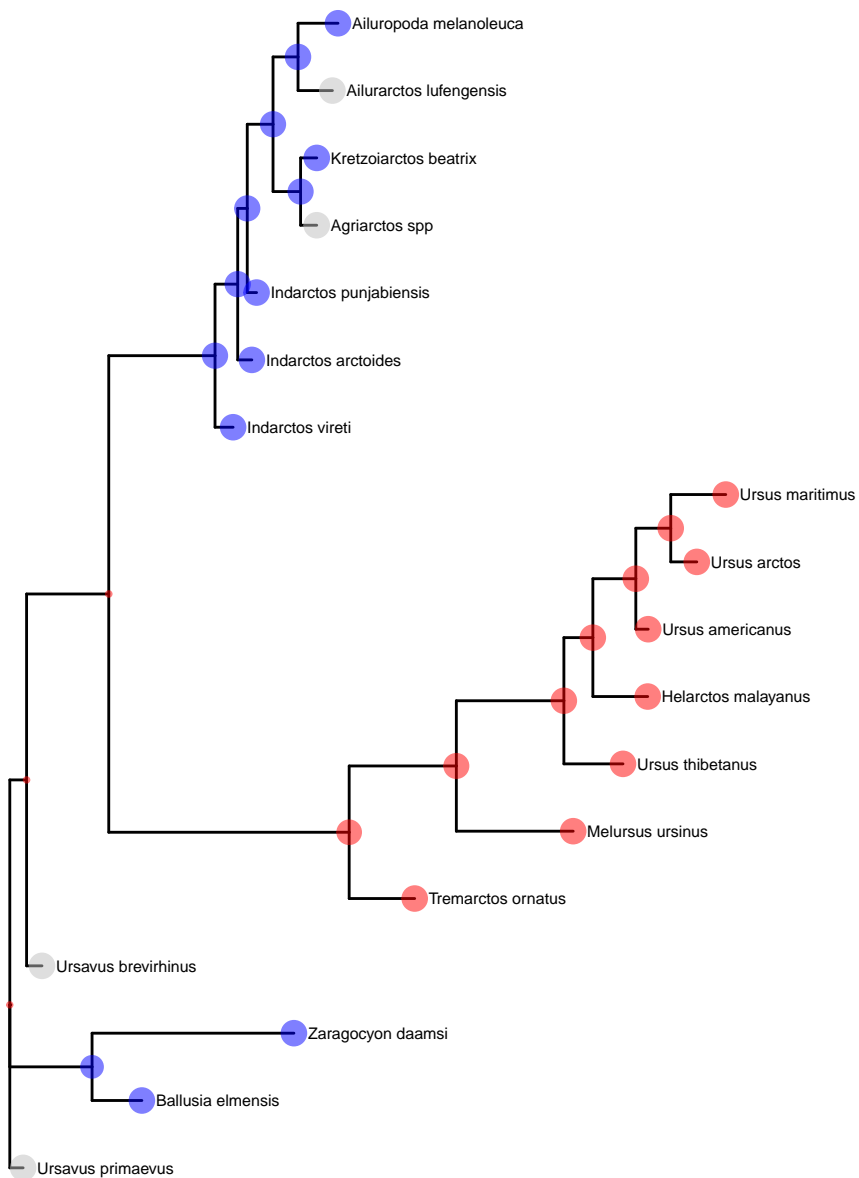 Ailuropoda melanoleuca
Ailurarctos lufengensis
Kretzoiarctos beatrix
Agriarctos spp
Indarctos punjabiensis
Indarctos arctoides
Indarctos vireti
Ursus maritimus
Ursus arctos
Ursus americanus
Helarctos malayanus
Ursus thibetanus
Melursus ursinus
Tremarctos ornatus
Ursavus brevirhinus
Zaragocyon daamsi
Ballusia elmensis
Ursavus primaevus